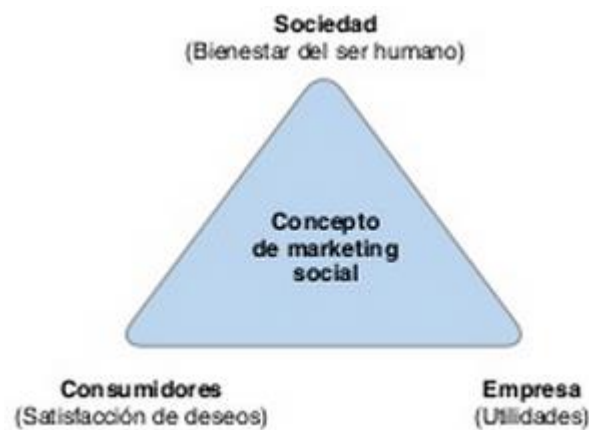 Sociedad
(Bienestar del ser humano)
Concepto
de marketing
social
Consumidores
(Satisfacción de deseos)
Empresa
(Utilidades)